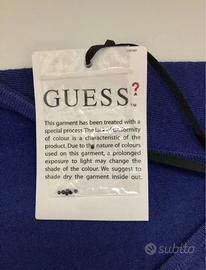 GUESS?
This garment has been treated with a
special process The lack of uniformity
of colour is a characteristic of the
product. Due to the nature of colours
used on this garment, a prolonged
exposure to light may change the
shade of the colour. We suggest to
shade dry the garment inside out.
subito